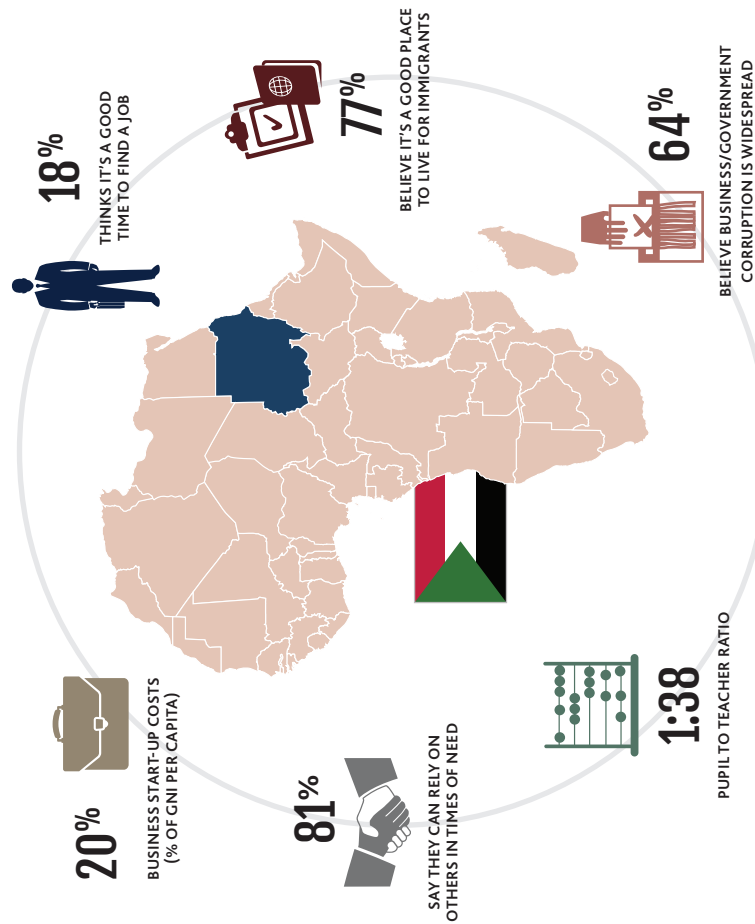 20%
BUSINESS START-UP COSTS
(% OF GNI PER CAPITA)
18%
THINKS IT'S A GOOD
TIME TO FIND A JOB
81%
SAY THEY CAN RELY ON
OTHERS IN TIMES OF NEED
77%
BELIEVE IT'S A GOOD PLACE
TO LIVE FOR IMMIGRANTS
1:38
PUPIL TO TEACHER RATIO
64%
BELIEVE BUSINESS/GOVERNMENT
CORRUPTION IS WIDESPREAD